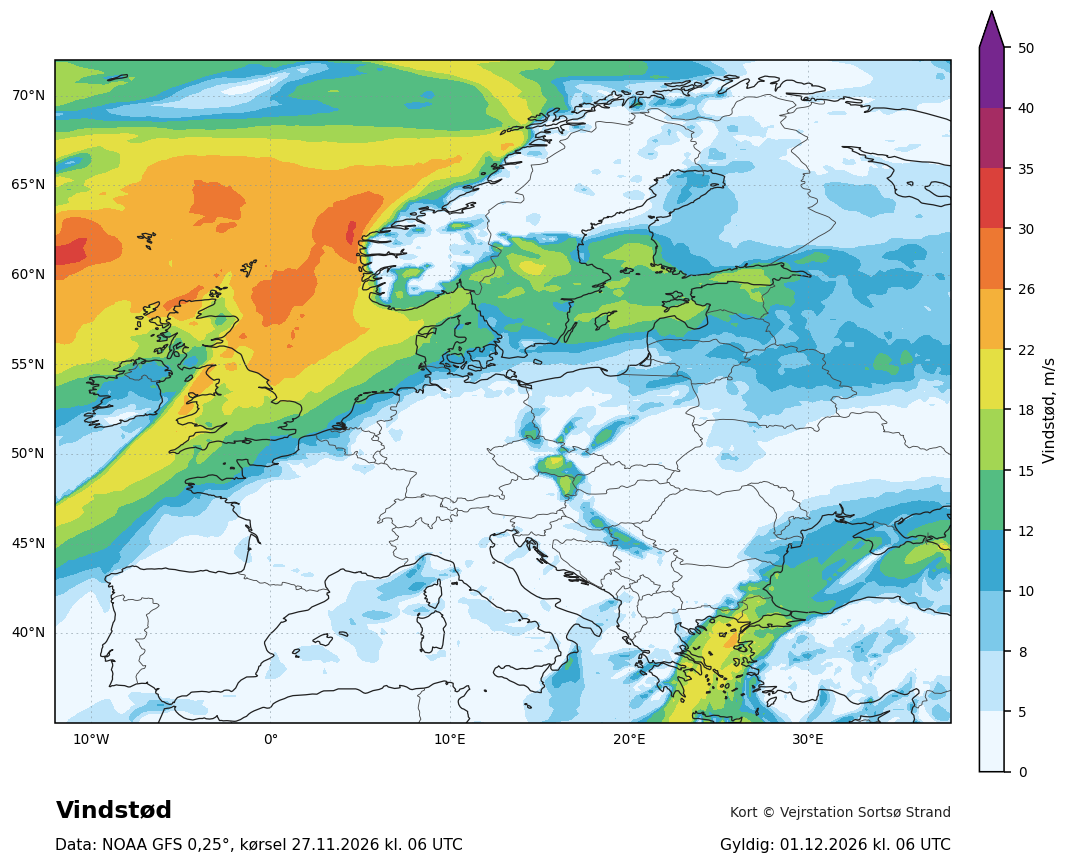 50
40
35
30
26
22
18
15
12
10
8
5
0
Vindstød, m/s
70°N
65°N
60°N
55°N
50°N
45°N
40°N
10°W
0°
10°E
20°E
30°E
Vindstød
Kort © Vejrstation Sortsø Strand
Data: NOAA GFS 0,25°, kørsel 27.11.2026 kl. 06 UTC
Gyldig: 01.12.2026 kl. 06 UTC